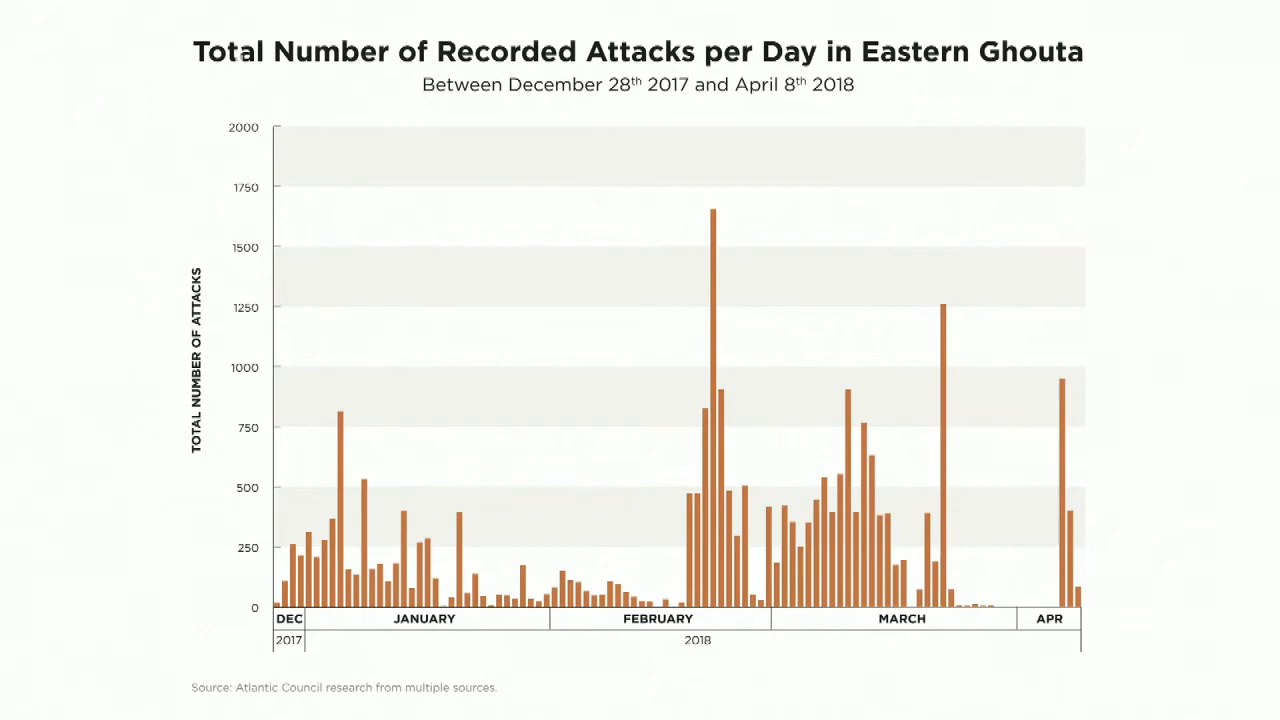 Total Number of Recorded Attacks per Day in Eastern Ghouta
Between December 28th 2017 and April 8th 2018
TOTAL NUMBER OF ATTACKS
2000
1750
1500
1250
1000
750
500
250
0
DEC JANUARY FEBRUARY MARCH APR
2017 2018
Source: Atlantic Council research from multiple sources.